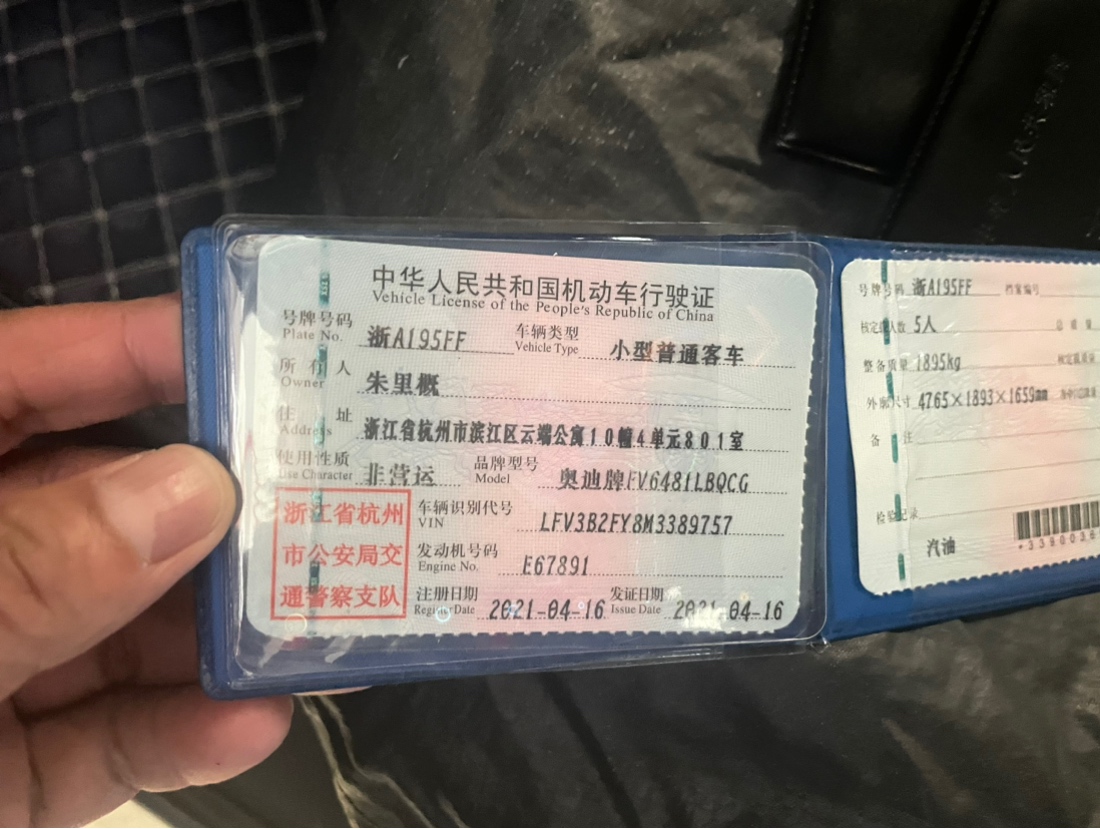 中华人民共和国机动车行驶证
Vehicle License of the People's Republic of China
号牌号码 浙A195FF 车辆类型 小型普通客车
Plate No. Vehicle Type
所有人 朱里概
Owner
住址 浙江省杭州市滨江区云端公寓10幢4单元801室
Address
使用性质 非营运 品牌型号 奥迪牌FV6481LBQCG
Use Character Model
浙江省杭州
市公安局交
通警察支队
车辆识别代号 LFV3B2FY8M3389757
VIN
发动机号码 E67891
Engine No.
注册日期 2021-04-16 发证日期 2021-04-16
Register Date Issue Date
号牌号码 浙A195FF 档案编号
核定载人数 5人 总质量
整备质量 1895kg 核定载质量
外廓尺寸 4765×1893×1659mm
备注
检验记录
汽油